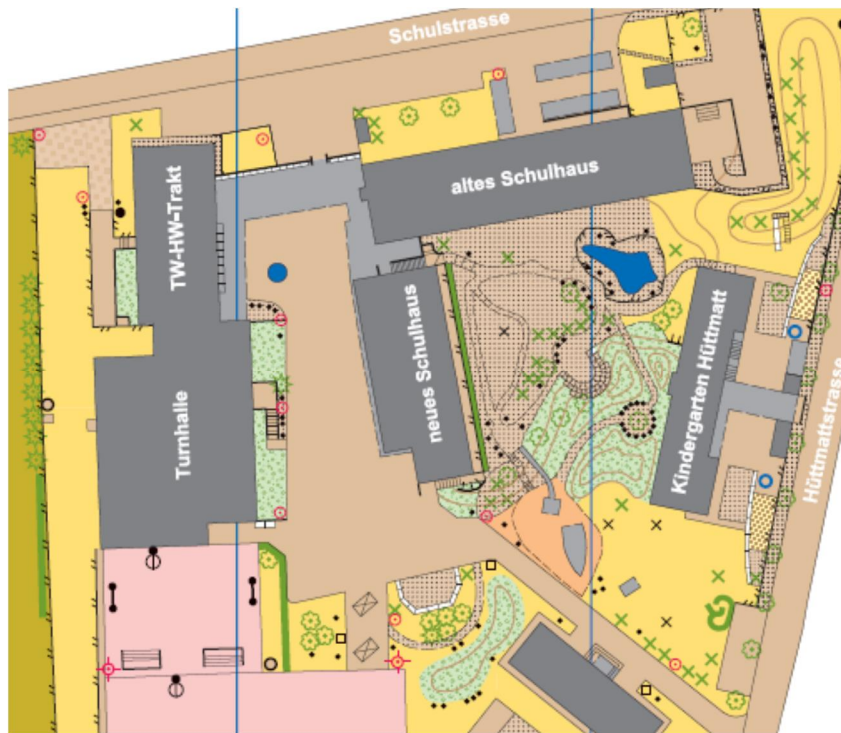 Schulstrasse
altes Schulhaus
TW-HW-Trakt
neues Schulhaus
Kindergarten Hüttmatt
Turnhalle
Hüttmattstrasse